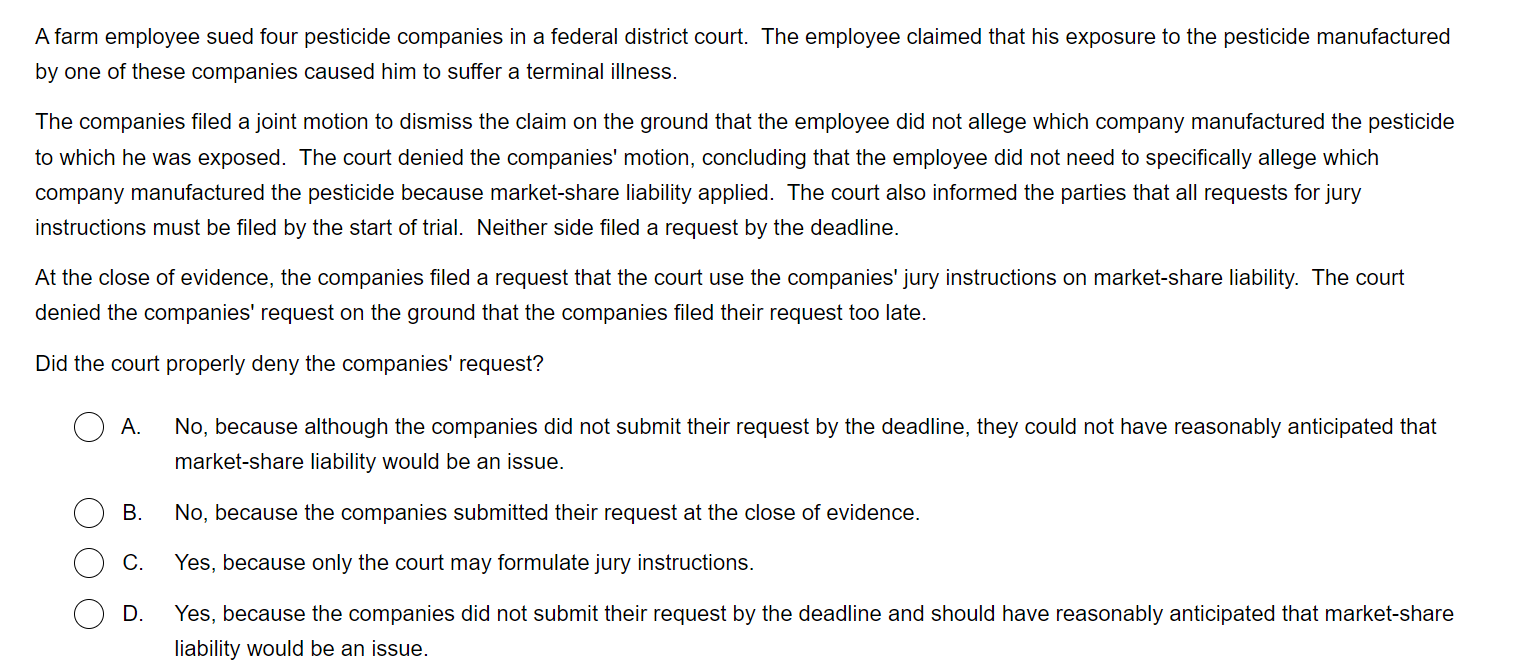 A farm employee sued four pesticide companies in a federal district court.  The employee claimed that his exposure to the pesticide manufactured
by one of these companies caused him to suffer a terminal illness.
The companies filed a joint motion to dismiss the claim on the ground that the employee did not allege which company manufactured the pesticide
to which he was exposed.  The court denied the companies' motion, concluding that the employee did not need to specifically allege which
company manufactured the pesticide because market-share liability applied.  The court also informed the parties that all requests for jury
instructions must be filed by the start of trial.  Neither side filed a request by the deadline.
At the close of evidence, the companies filed a request that the court use the companies' jury instructions on market-share liability.  The court
denied the companies' request on the ground that the companies filed their request too late.
Did the court properly deny the companies' request?
A. No, because although the companies did not submit their request by the deadline, they could not have reasonably anticipated that
market-share liability would be an issue.
B. No, because the companies submitted their request at the close of evidence.
C. Yes, because only the court may formulate jury instructions.
D. Yes, because the companies did not submit their request by the deadline and should have reasonably anticipated that market-share
liability would be an issue.